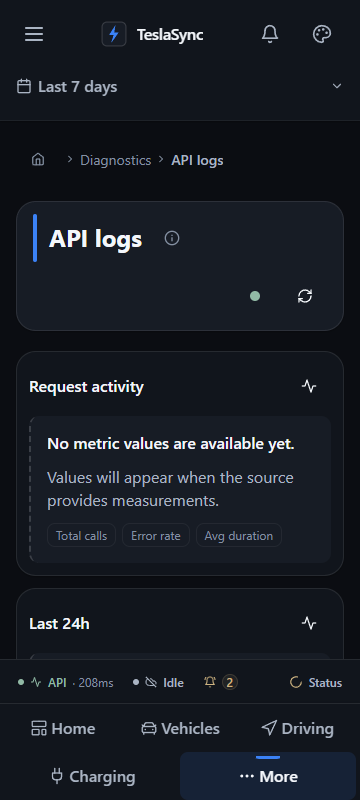 TeslaSync
Last 7 days
Diagnostics
API logs
API logs
Request activity
No metric values are available yet.
Values will appear when the source
provides measurements.
Total calls
Error rate
Avg duration
Last 24h
API · 208ms
Idle
2
Status
Home
Vehicles
Driving
Charging
More